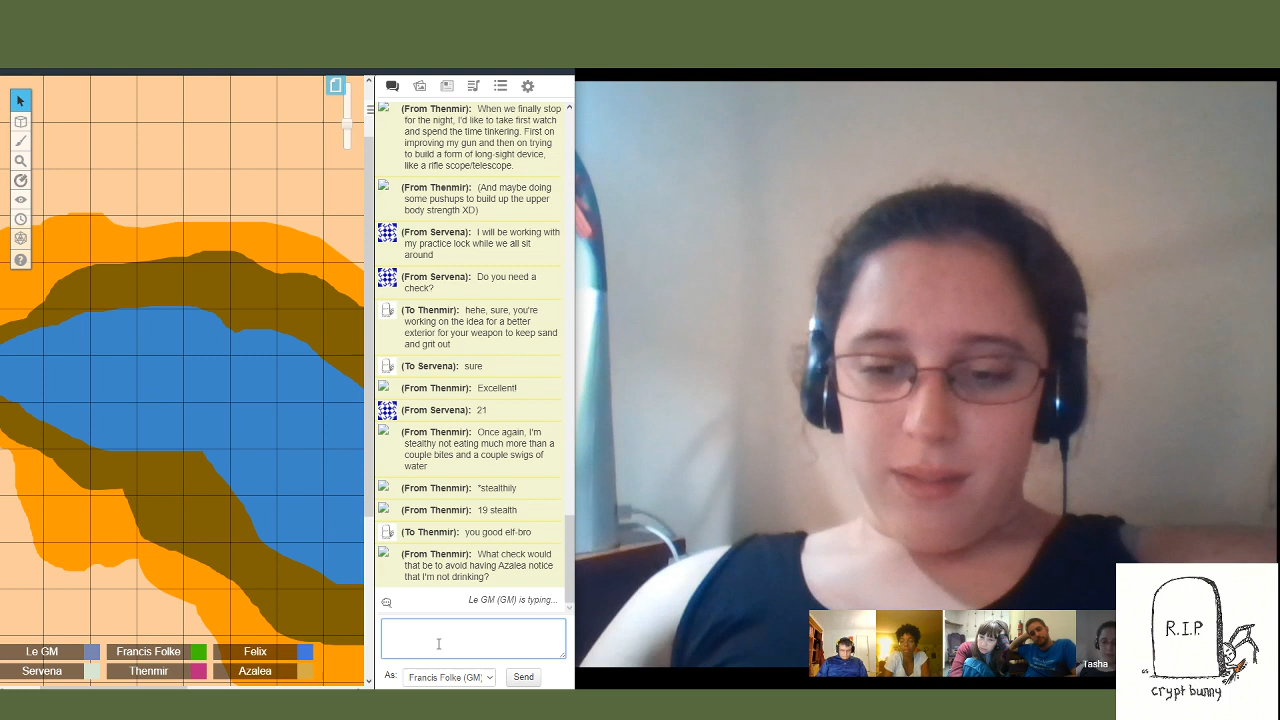 (From Thenmir): When we finally stop
for the night, I'd like to take first watch
and spend the time tinkering. First on
improving my gun and then on trying
to build a form of long-sight device,
like a rifle scope/telescope.
(From Thenmir): (And maybe doing
some pushups to build up the upper
body strength XD)
(From Servena): I will be working with
my practice lock while we all sit
around
(From Servena): Do you need a
check?
(To Thenmir): hehe, sure, you're
working on the idea for a better
exterior for your weapon to keep sand
and grit out
(To Servena): sure
(From Thenmir): Excellent!
(From Servena): 21
(From Thenmir): Once again, I'm
stealthy not eating much more than a
couple bites and a couple swigs of
water
(From Thenmir): *stealthily
(From Thenmir): 19 stealth
(To Thenmir): you good elf-bro
(From Thenmir): What check would
that be to avoid having Azalea notice
that I'm not drinking?
Le GM (GM) is typing...
As: Francis Folke (GM) Send
Le GM Francis Folke Felix
Servena Thenmir Azalea
Tasha
R.I.P.
crypt bunny